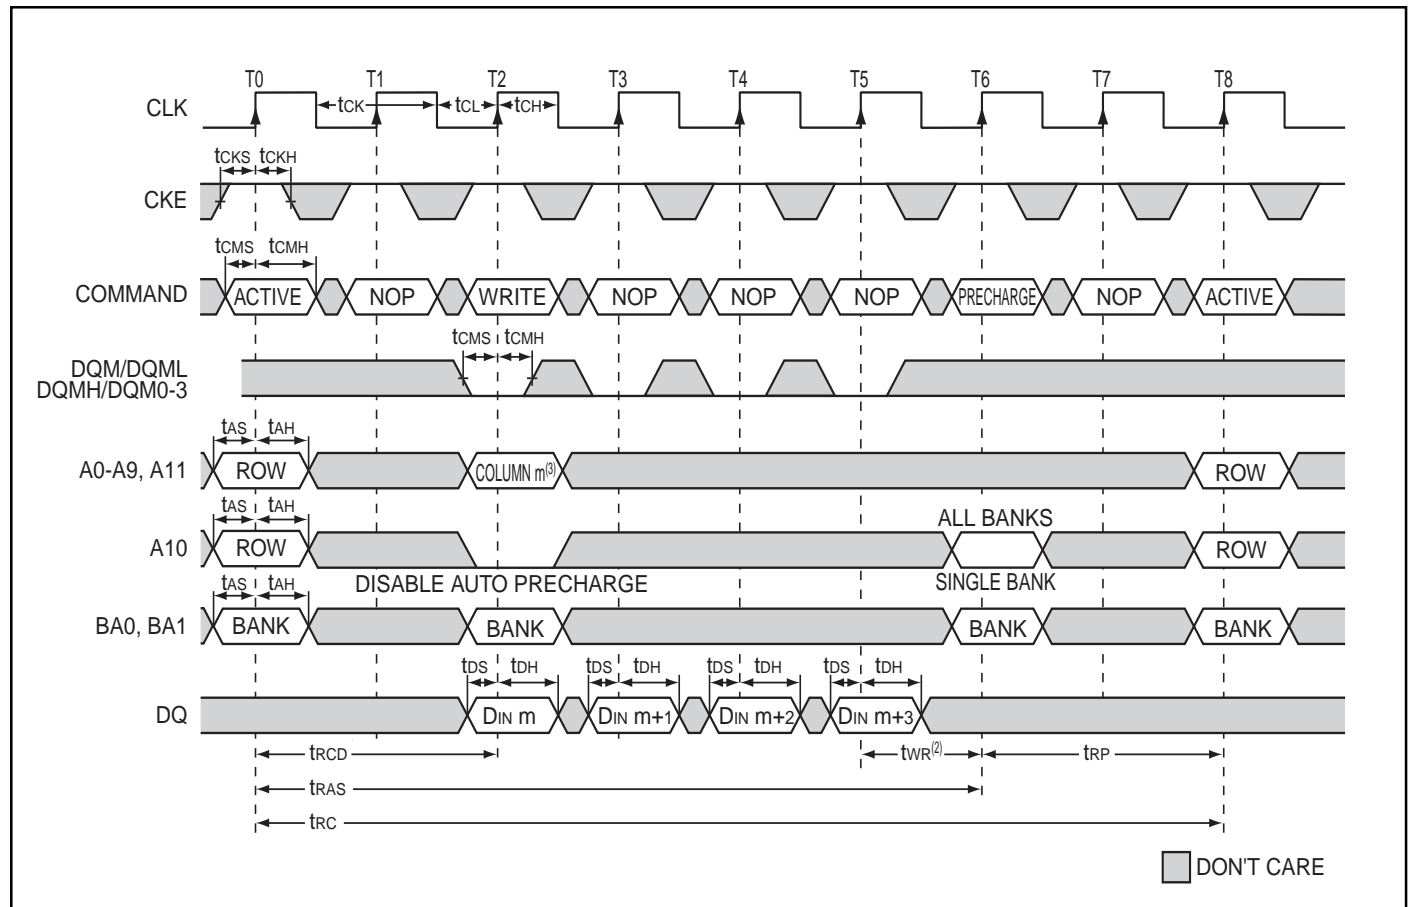 T0 T1 T2 T3 T4 T5 T6 T7 T8
CLK tCK tCL tCH
tCKS tCKH
CKE
tCMS tCMH
COMMAND ACTIVE NOP WRITE NOP NOP NOP PRECHARGE NOP ACTIVE
tCMS tCMH
DQM/DQML
DQMH/DQM0-3
tAS tAH
A0-A9, A11 ROW COLUMN m(3) ROW
tAS tAH ALL BANKS
A10 ROW ROW
DISABLE AUTO PRECHARGE SINGLE BANK
tAS tAH
BA0, BA1 BANK BANK BANK BANK
tDS tDH tDS tDH tDS tDH tDS tDH
DQ DIN m DIN m+1 DIN m+2 DIN m+3
tRCD tWR(2) tRP
tRAS
tRC
DON'T CARE